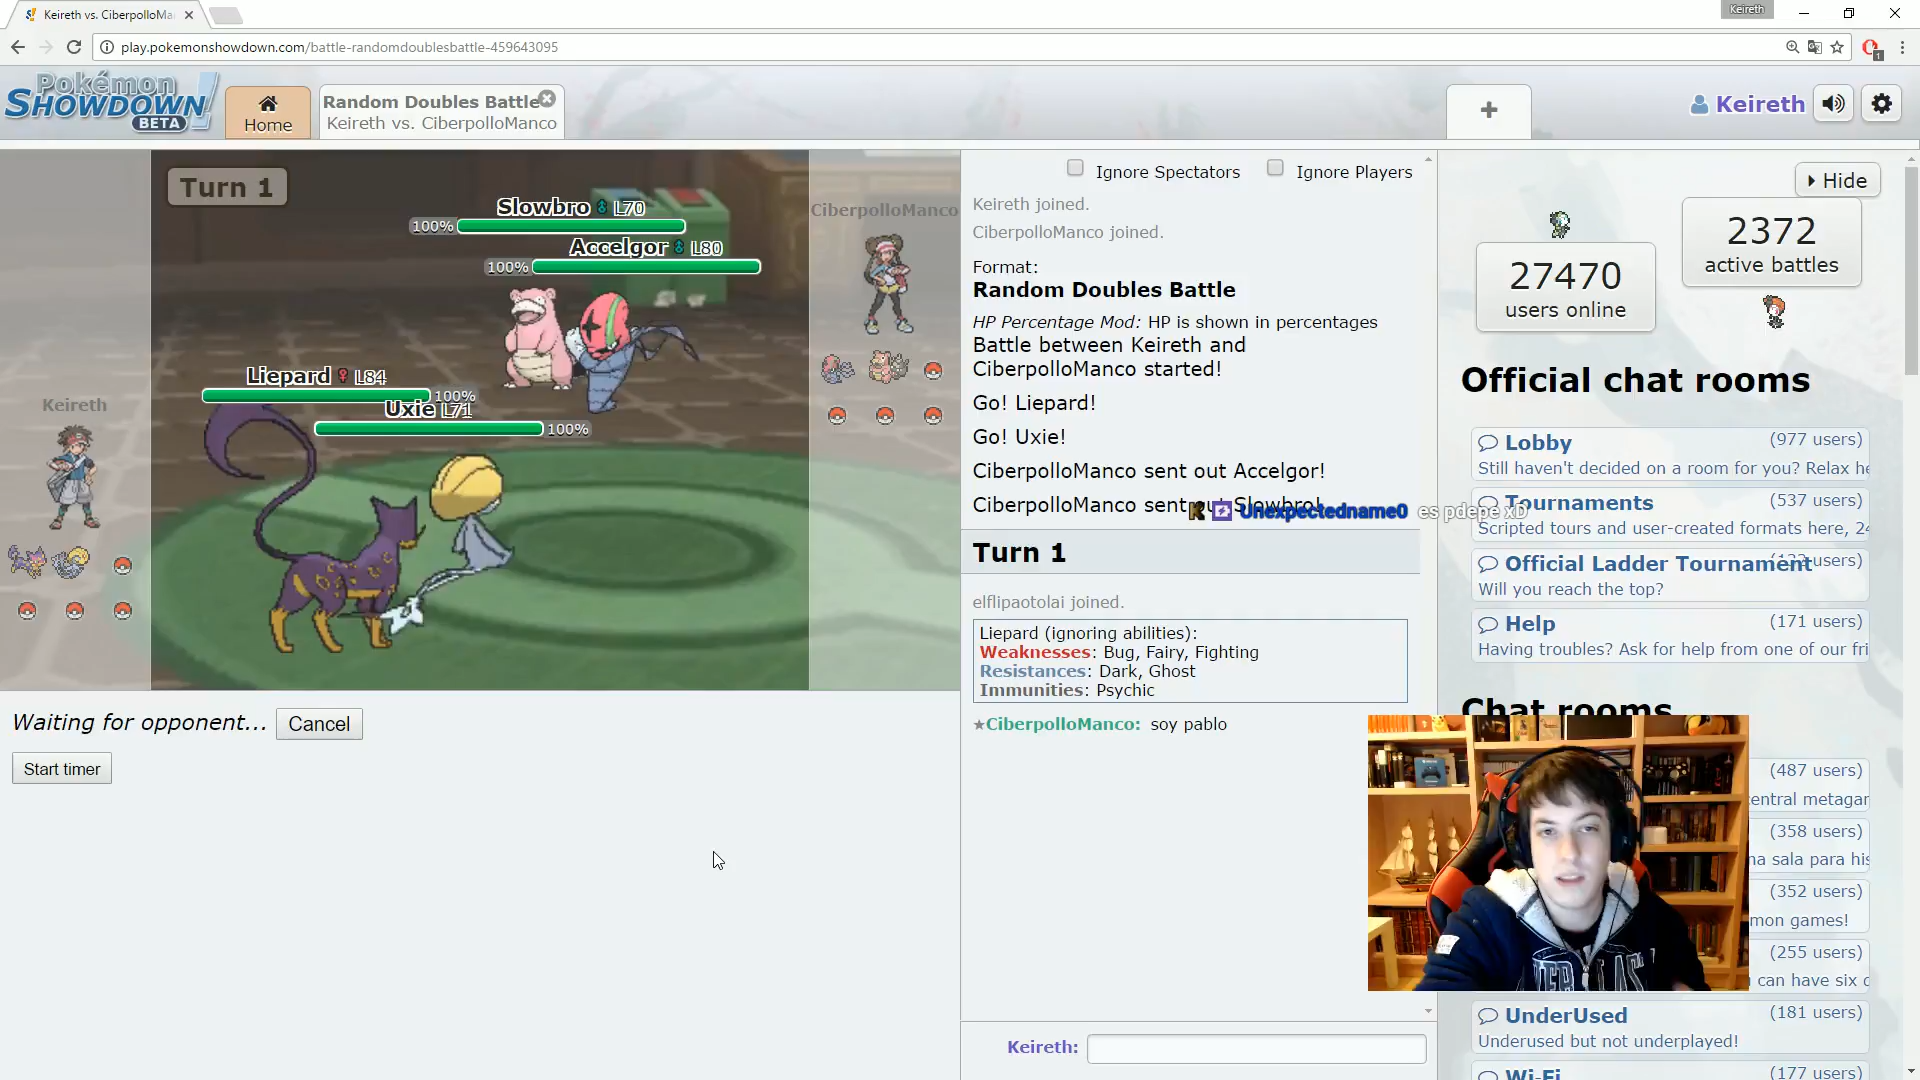 Keireth vs. CiberpolloMa
Keireth
play.pokemonshowdown.com/battle-randomdoublesbattle-459643095
1
Pokémon
SHOWDOWN!
BETA
Home
Random Doubles Battle
Keireth vs. CiberpolloManco
+
Keireth
Turn 1
Slowbro L70
100%
Accelgor L80
100%
Liepard L84
100%
Uxie L71
100%
Keireth
CiberpolloManco
Waiting for opponent... Cancel
Start timer
Ignore Spectators Ignore Players
Keireth joined.
CiberpolloManco joined.
Format:
Random Doubles Battle
HP Percentage Mod: HP is shown in percentages
Battle between Keireth and
CiberpolloManco started!
Go! Liepard!
Go! Uxie!
CiberpolloManco sent out Accelgor!
CiberpolloManco sent out Slowbro!
K Unexpectedname0 es pdepe xD
Turn 1
elflipaotolai joined.
Liepard (ignoring abilities):
Weaknesses: Bug, Fairy, Fighting
Resistances: Dark, Ghost
Immunities: Psychic
★CiberpolloManco: soy pablo
Keireth:
Hide
27470
users online
2372
active battles
Official chat rooms
Lobby (977 users)
Still haven't decided on a room for you? Relax he
Tournaments (537 users)
Scripted tours and user-created formats here, 24
Official Ladder Tournament users)
Will you reach the top?
Help (171 users)
Having troubles? Ask for help from one of our fri
Chat rooms
(487 users)
entral metagar
(358 users)
na sala para his
(352 users)
mon games!
(255 users)
can have six d
UnderUsed (181 users)
Underused but not underplayed!
Wi-Fi (177 users)